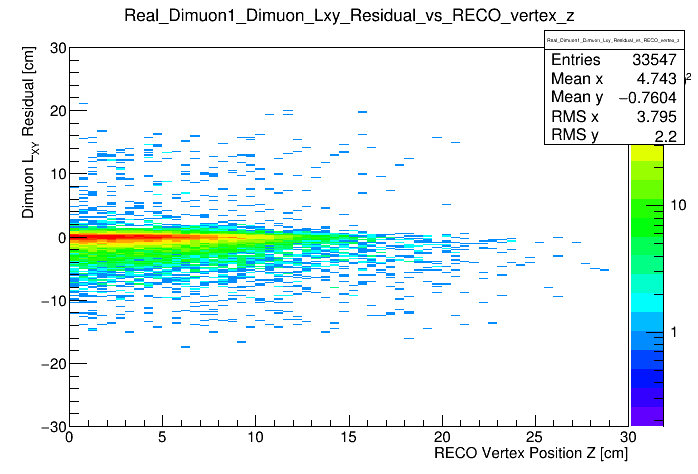 Real_Dimuon1_Dimuon_Lxy_Residual_vs_RECO_vertex_z
Real_Dimuon1_Dimuon_Lxy_Residual_vs_RECO_vertex_z
Entries 33547
Mean x 4.743
Mean y −0.7604
RMS x 3.795
RMS y 2.2
Dimuon LXY Residual [cm]
30
20
10
0
−10
−20
−30
0 5 10 15 20 25 30
RECO Vertex Position Z [cm]
2
10
1